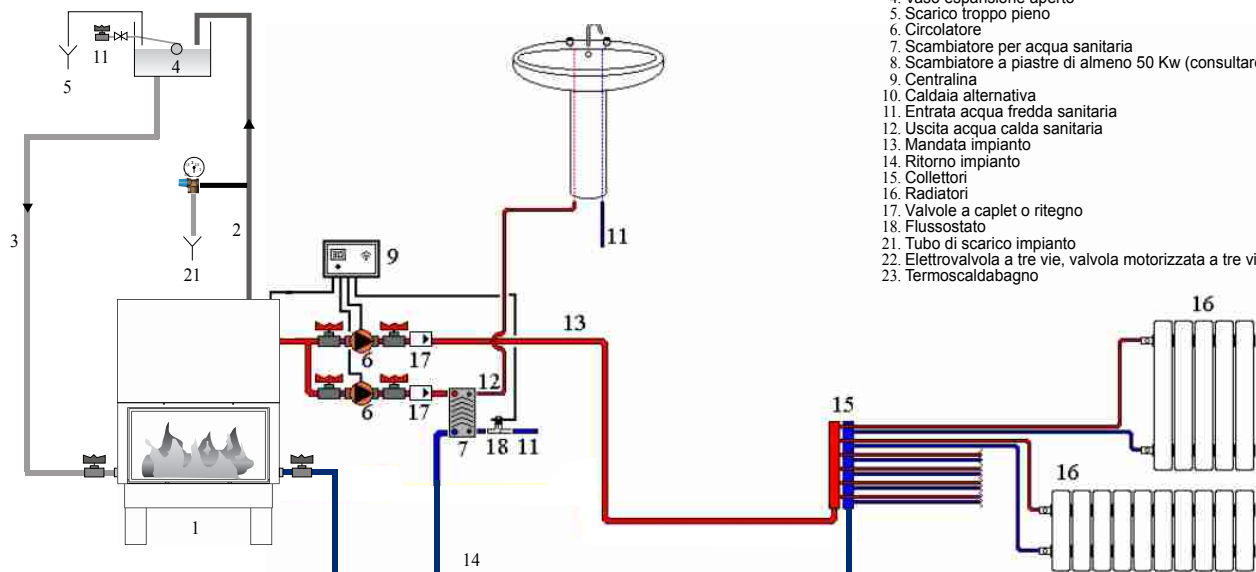 4. Vaso espansione aperto
5. Scarico troppo pieno
6. Circolatore
7. Scambiatore per acqua sanitaria
8. Scambiatore a piastre di almeno 50 Kw (consultare
9. Centralina
10. Caldaia alternativa
11. Entrata acqua fredda sanitaria
12. Uscita acqua calda sanitaria
13. Mandata impianto
14. Ritorno impianto
15. Collettori
16. Radiatori
17. Valvole a caplet o ritegno
18. Flussostato
21. Tubo di scarico impianto
22. Elettrovalvola a tre vie, valvola motorizzata a tre vi
23. Termoscaldabagno
11
4
5
3
2
21
9
11
13
16
6
17
12
6
17
7
18
11
15
16
1
14